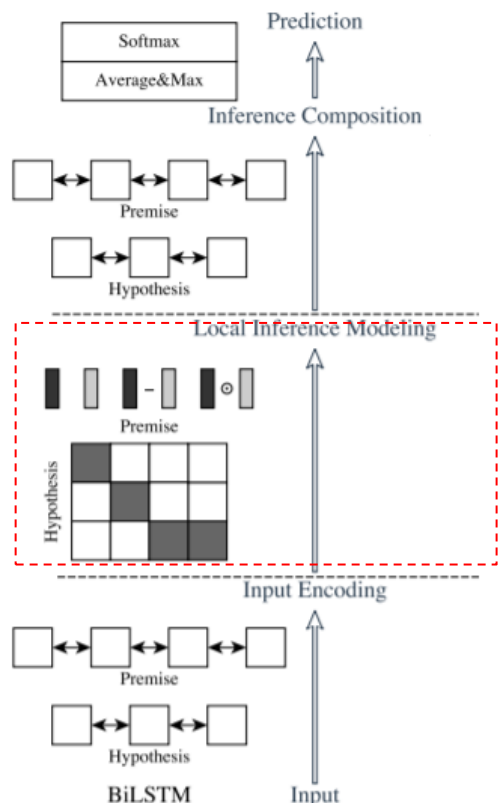 Prediction
Softmax
Average&Max
Inference Composition
Premise
Hypothesis
Local Inference Modeling
Premise
Hypothesis
Input Encoding
Premise
Hypothesis
BiLSTM
Input